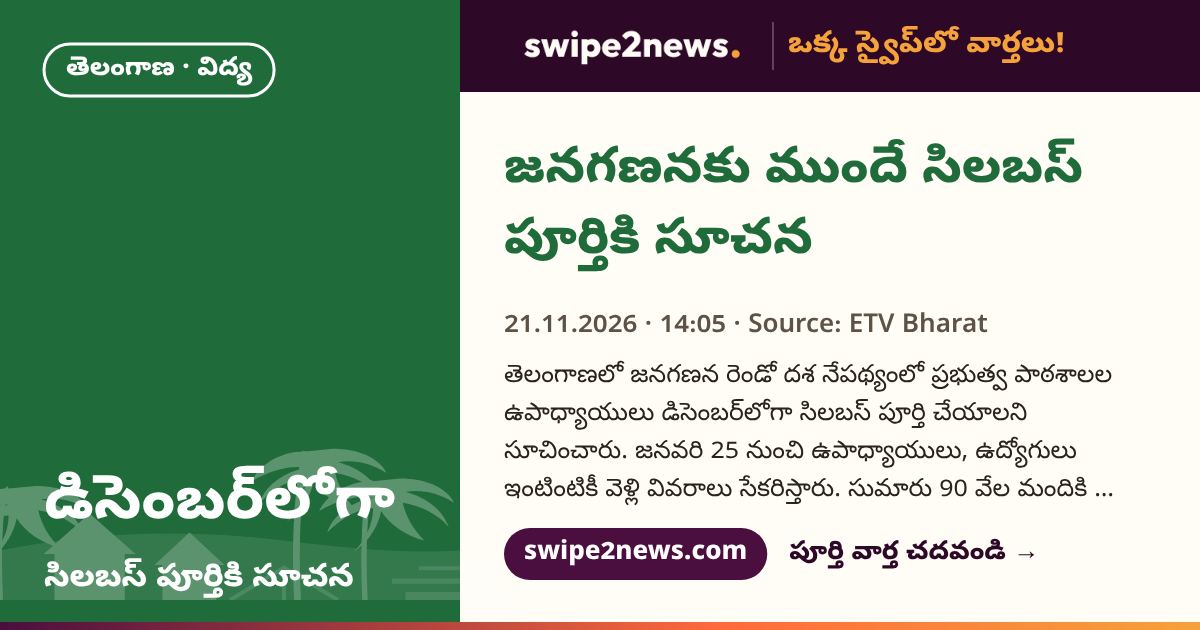 తెలంగాణ · విద్య
డిసెంబర్‌లోగా
సిలబస్ పూర్తికి సూచన
swipe2news.
ఒక్క స్వైప్‌లో వార్తలు!
జనగణనకు ముందే సిలబస్
పూర్తికి సూచన
21.11.2026 · 14:05 · Source: ETV Bharat
తెలంగాణలో జనగణన రెండో దశ నేపథ్యంలో ప్రభుత్వ పాఠశాలల
ఉపాధ్యాయులు డిసెంబర్‌లోగా సిలబస్ పూర్తి చేయాలని
సూచించారు. జనవరి 25 నుంచి ఉపాధ్యాయులు, ఉద్యోగులు
ఇంటింటికీ వెళ్లి వివరాలు సేకరిస్తారు. సుమారు 90 వేల మందికి ...
swipe2news.com
పూర్తి వార్త చదవండి →